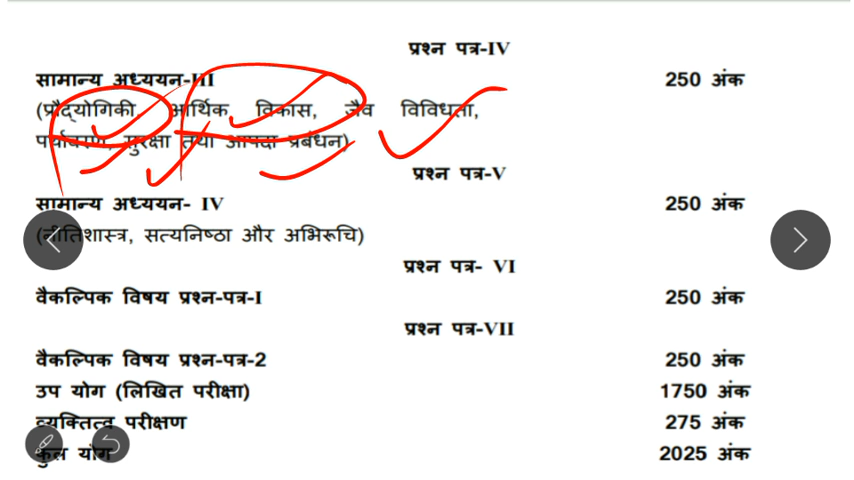 प्रश्न पत्र-IV
सामान्य अध्ययन-III 250 अंक
(प्रौद्योगिकी, आर्थिक विकास, जैव विविधता,
पर्यावरण, सुरक्षा तथा आपदा प्रबंधन)
प्रश्न पत्र-V
सामान्य अध्ययन- IV 250 अंक
(नीतिशास्त्र, सत्यनिष्ठा और अभिरूचि)
प्रश्न पत्र- VI
वैकल्पिक विषय प्रश्न-पत्र-I 250 अंक
प्रश्न पत्र-VII
वैकल्पिक विषय प्रश्न-पत्र-2 250 अंक
उप योग (लिखित परीक्षा) 1750 अंक
व्यक्तित्व परीक्षण 275 अंक
कुल योग 2025 अंक